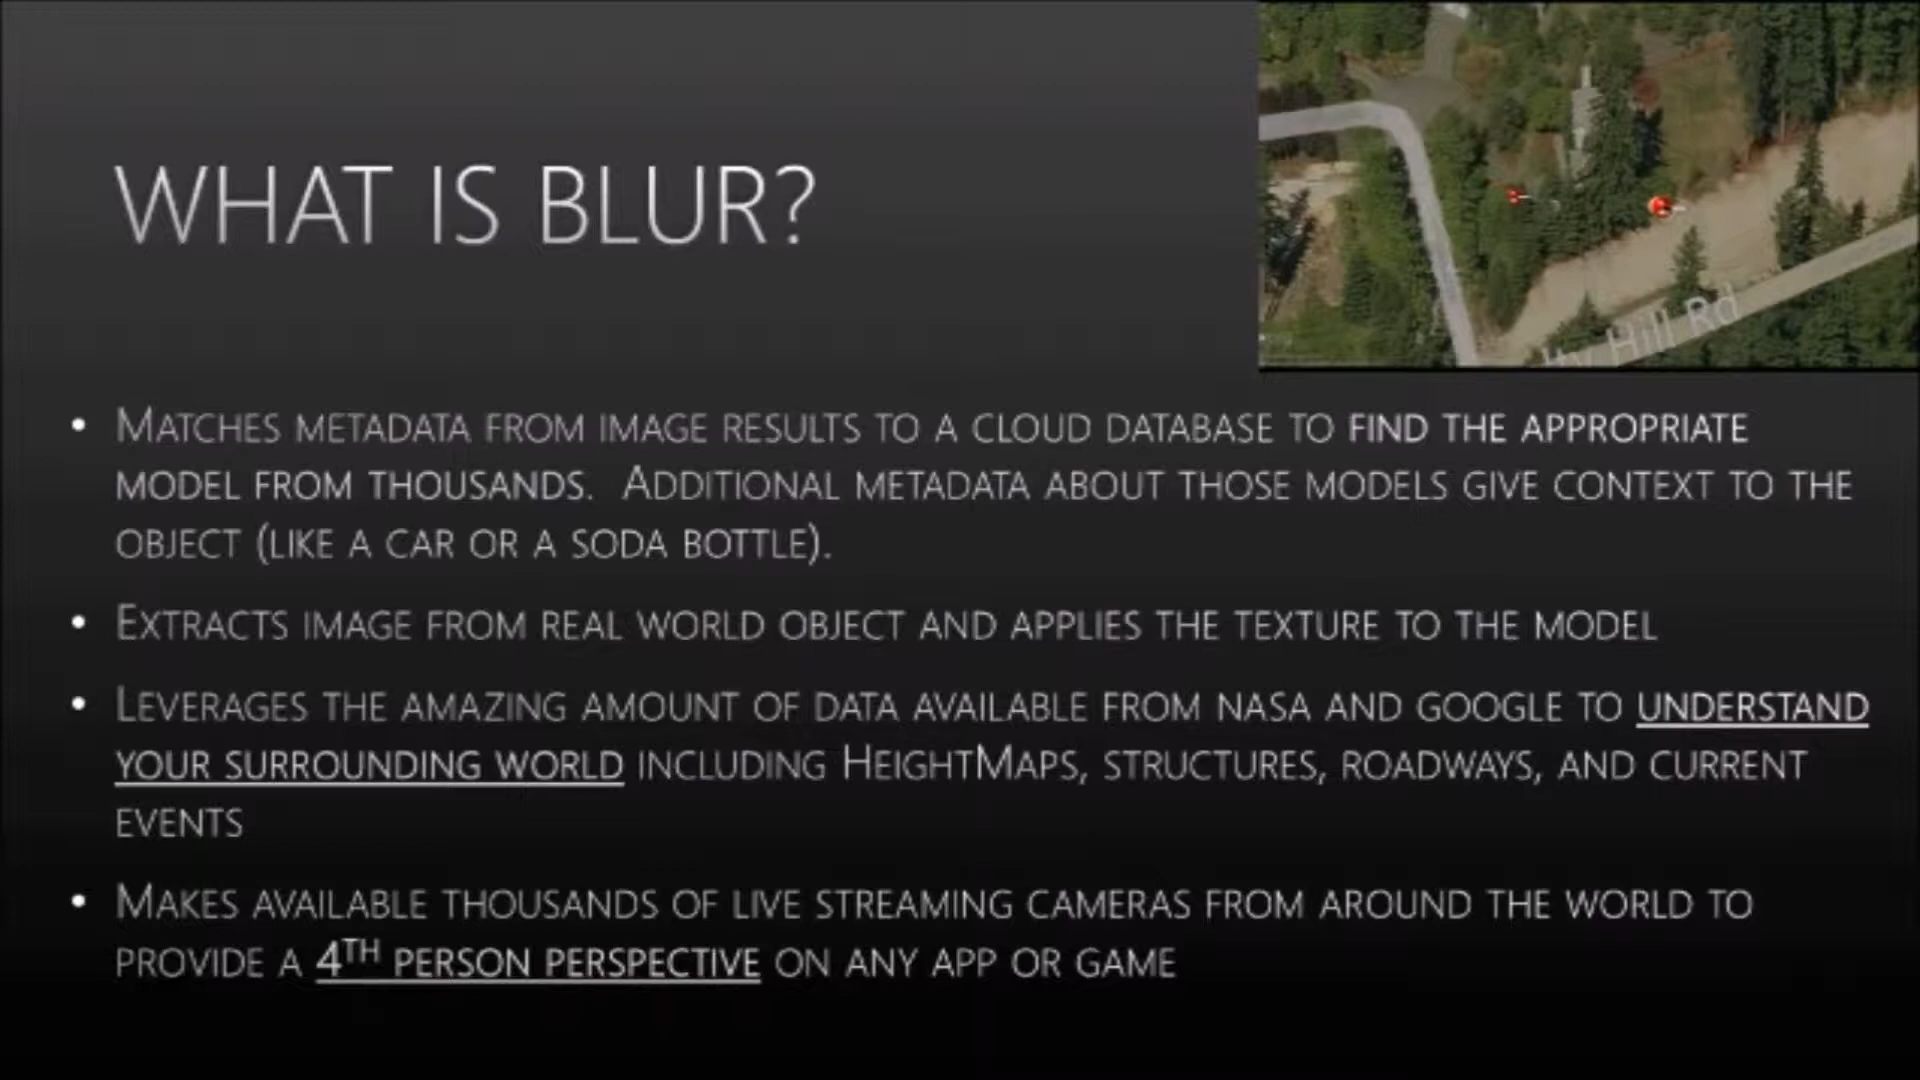 WHAT IS BLUR?
Hill Rd
• MATCHES METADATA FROM IMAGE RESULTS TO A CLOUD DATABASE TO FIND THE APPROPRIATE
MODEL FROM THOUSANDS. ADDITIONAL METADATA ABOUT THOSE MODELS GIVE CONTEXT TO THE
OBJECT (LIKE A CAR OR A SODA BOTTLE).
• EXTRACTS IMAGE FROM REAL WORLD OBJECT AND APPLIES THE TEXTURE TO THE MODEL
• LEVERAGES THE AMAZING AMOUNT OF DATA AVAILABLE FROM NASA AND GOOGLE TO UNDERSTAND
YOUR SURROUNDING WORLD INCLUDING HEIGHTMAPS, STRUCTURES, ROADWAYS, AND CURRENT
EVENTS
• MAKES AVAILABLE THOUSANDS OF LIVE STREAMING CAMERAS FROM AROUND THE WORLD TO
PROVIDE A 4TH PERSON PERSPECTIVE ON ANY APP OR GAME